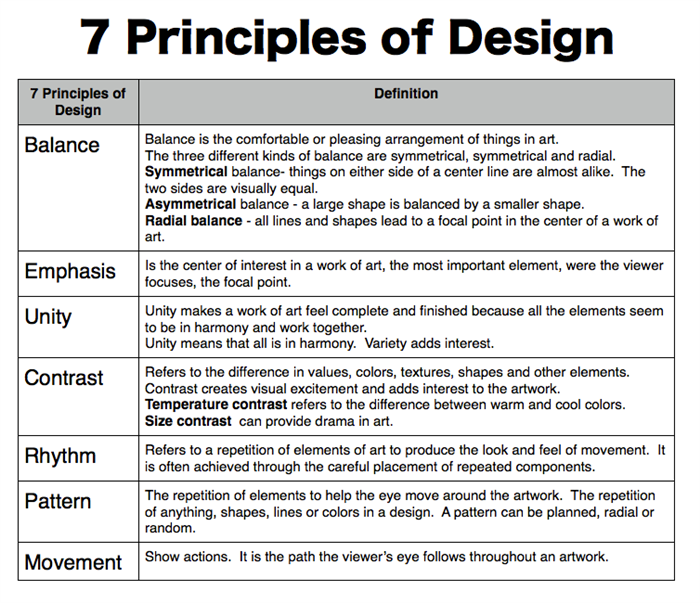 7 Principles of Design
7 Principles of
Design
Definition
Balance
Balance is the comfortable or pleasing arrangement of things in art.
The three different kinds of balance are symmetrical, symmetrical and radial.
Symmetrical balance- things on either side of a center line are almost alike.  The
two sides are visually equal.
Asymmetrical balance - a large shape is balanced by a smaller shape.
Radial balance - all lines and shapes lead to a focal point in the center of a work of
art.
Emphasis
Is the center of interest in a work of art, the most important element, were the viewer
focuses, the focal point.
Unity
Unity makes a work of art feel complete and finished because all the elements seem
to be in harmony and work together.
Unity means that all is in harmony.  Variety adds interest.
Contrast
Refers to the difference in values, colors, textures, shapes and other elements.
Contrast creates visual excitement and adds interest to the artwork.
Temperature contrast refers to the difference between warm and cool colors.
Size contrast  can provide drama in art.
Rhythm
Refers to a repetition of elements of art to produce the look and feel of movement.  It
is often achieved through the careful placement of repeated components.
Pattern
The repetition of elements to help the eye move around the artwork.  The repetition
of anything, shapes, lines or colors in a design.  A pattern can be planned, radial or
random.
Movement
Show actions.  It is the path the viewer's eye follows throughout an artwork.